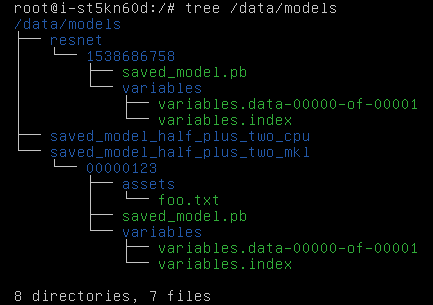 root@i-st5kn60d:/# tree /data/models
/data/models
├── resnet
│   └── 1538686758
│       ├── saved_model.pb
│       └── variables
│           ├── variables.data-00000-of-00001
│           └── variables.index
├── saved_model_half_plus_two_cpu
└── saved_model_half_plus_two_mkl
    └── 00000123
        ├── assets
        │   └── foo.txt
        ├── saved_model.pb
        └── variables
            ├── variables.data-00000-of-00001
            └── variables.index
8 directories, 7 files